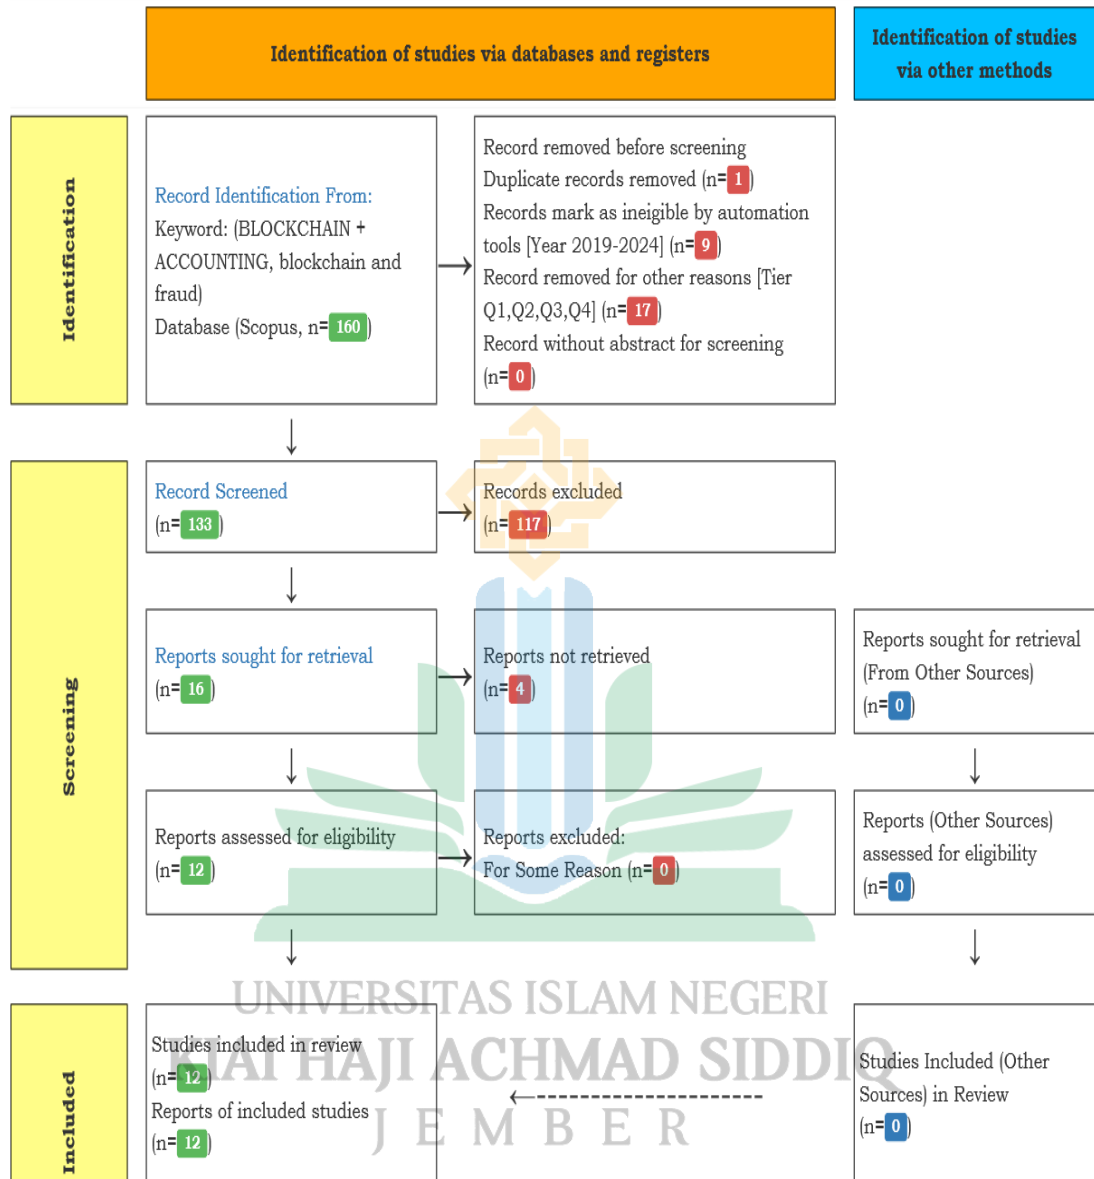 Identification of studies via databases and registers
Identification of studies
via other methods
Identification
Record Identification From:
Keyword: (BLOCKCHAIN +
ACCOUNTING, blockchain and
fraud)
Database (Scopus, n= 160)
Record removed before screening
Duplicate records removed (n= 1)
Records mark as ineigible by automation
tools [Year 2019-2024] (n= 9)
Record removed for other reasons [Tier
Q1,Q2,Q3,Q4] (n= 17)
Record without abstract for screening
(n= 0)
Screening
Record Screened
(n= 133)
Records excluded
(n= 117)
Reports sought for retrieval
(n= 16)
Reports not retrieved
(n= 4)
Reports sought for retrieval
(From Other Sources)
(n= 0)
Reports assessed for eligibility
(n= 12)
Reports excluded:
For Some Reason (n= 0)
Reports (Other Sources)
assessed for eligibility
(n= 0)
Included
Studies included in review
(n= 12)
Reports of included studies
(n= 12)
Studies Included (Other
Sources) in Review
(n= 0)
UNIVERSITAS ISLAM NEGERI
KIAI HAJI ACHMAD SIDDIQ
JEMBER